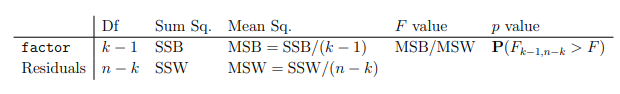 Df Sum Sq. Mean Sq. F value p value
factor k − 1 SSB MSB = SSB/(k − 1) MSB/MSW P(Fₖ₋₁,ₙ₋ₖ > F)
Residuals n − k SSW MSW = SSW/(n − k)